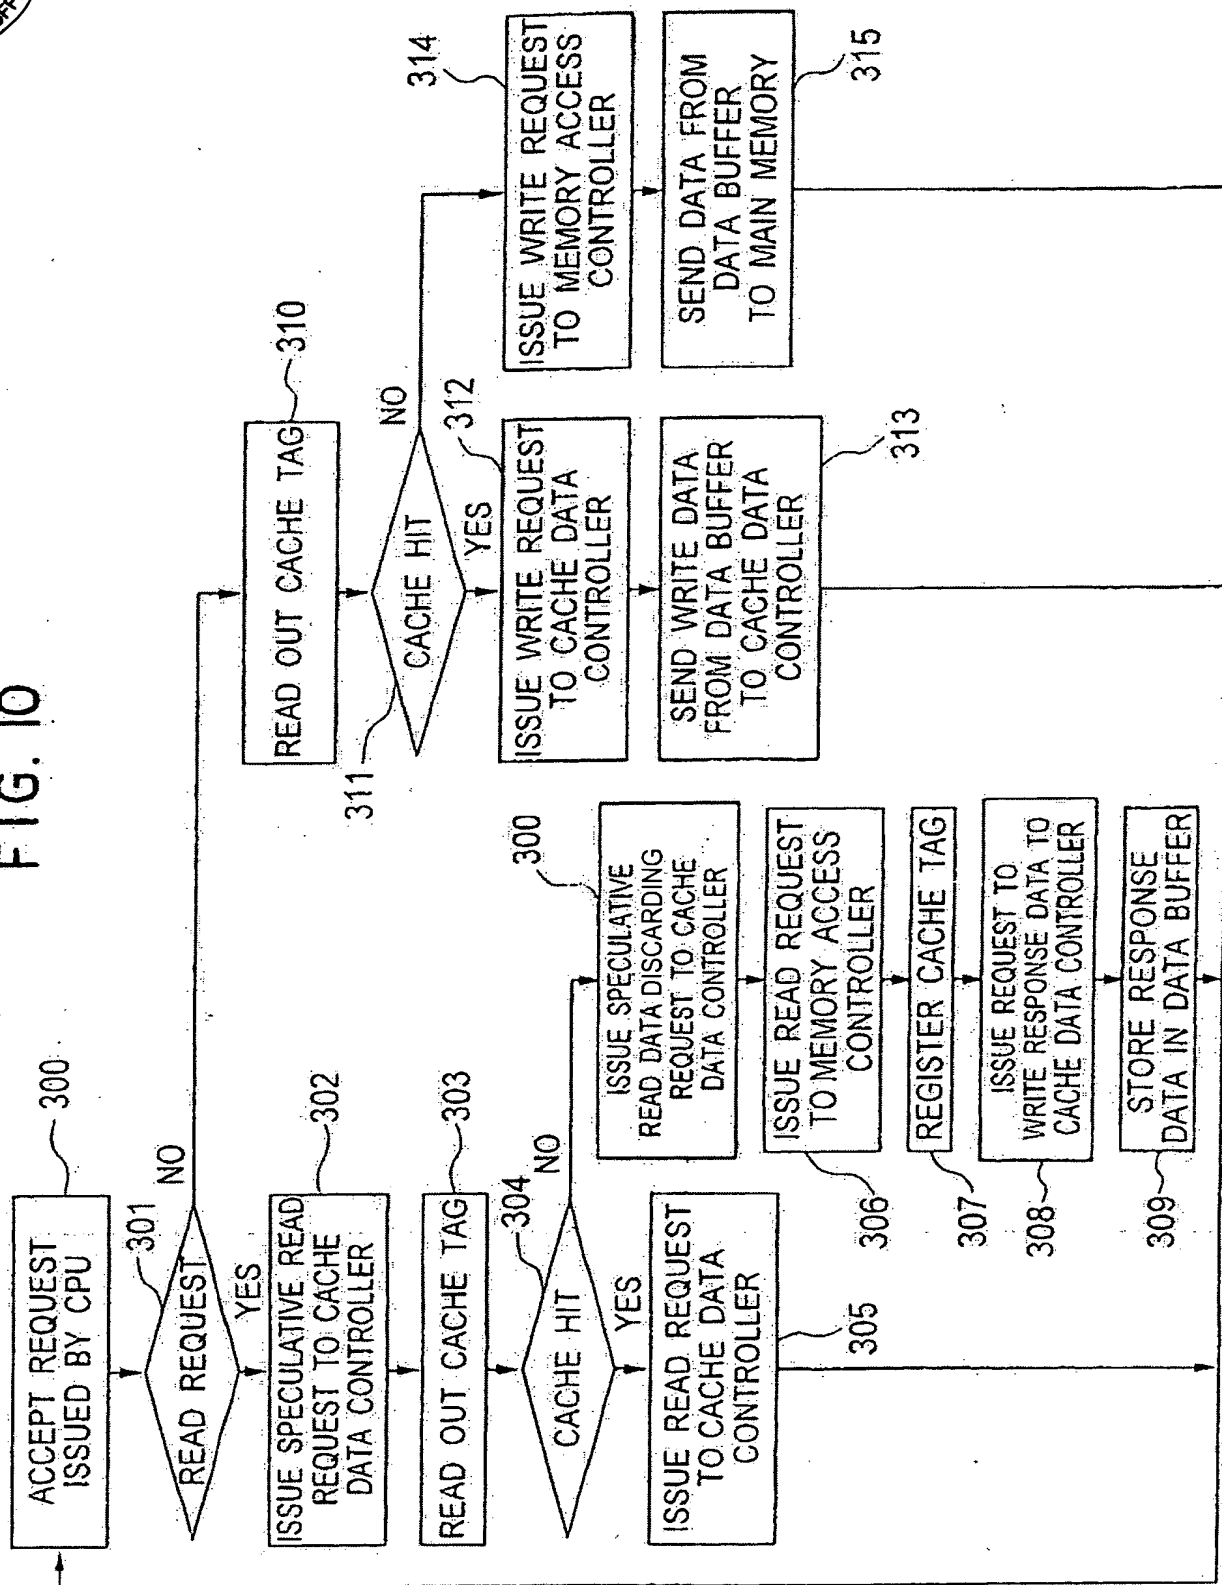 FIG. 10
ACCEPT REQUEST
ISSUED BY CPU
300
READ REQUEST
301
NO
YES
ISSUE SPECULATIVE READ
REQUEST TO CACHE
DATA CONTROLLER
302
READ OUT CACHE TAG
303
CACHE HIT
304
NO
YES
ISSUE READ REQUEST
TO CACHE DATA
CONTROLLER
305
ISSUE SPECULATIVE
READ DATA DISCARDING
REQUEST TO CACHE
DATA CONTROLLER
300
ISSUE READ REQUEST
TO MEMORY ACCESS
CONTROLLER
306
REGISTER CACHE TAG
307
ISSUE REQUEST TO
WRITE RESPONSE DATA TO
CACHE DATA CONTROLLER
308
STORE RESPONSE
DATA IN DATA BUFFER
309
READ OUT CACHE TAG
310
CACHE HIT
311
NO
YES
ISSUE WRITE REQUEST
TO CACHE DATA
CONTROLLER
312
SEND WRITE DATA
FROM DATA BUFFER
TO CACHE DATA
CONTROLLER
313
ISSUE WRITE REQUEST
TO MEMORY ACCESS
CONTROLLER
314
SEND DATA FROM
DATA BUFFER
TO MAIN MEMORY
315